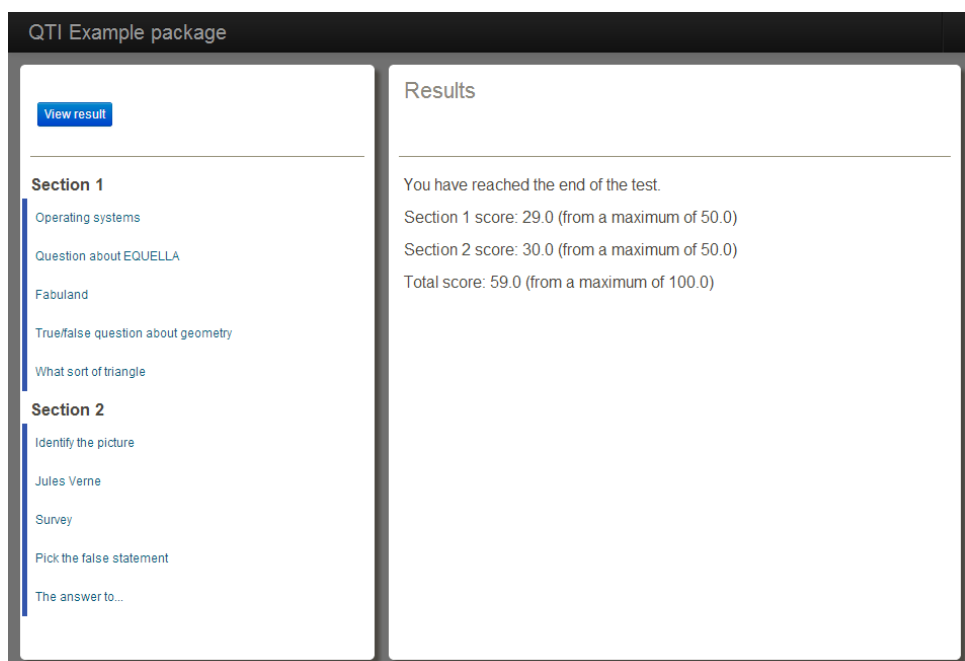 QTI Example package
View result
Section 1
Operating systems
Question about EQUELLA
Fabuland
True/false question about geometry
What sort of triangle
Section 2
Identify the picture
Jules Verne
Survey
Pick the false statement
The answer to...
Results
You have reached the end of the test.
Section 1 score: 29.0 (from a maximum of 50.0)
Section 2 score: 30.0 (from a maximum of 50.0)
Total score: 59.0 (from a maximum of 100.0)